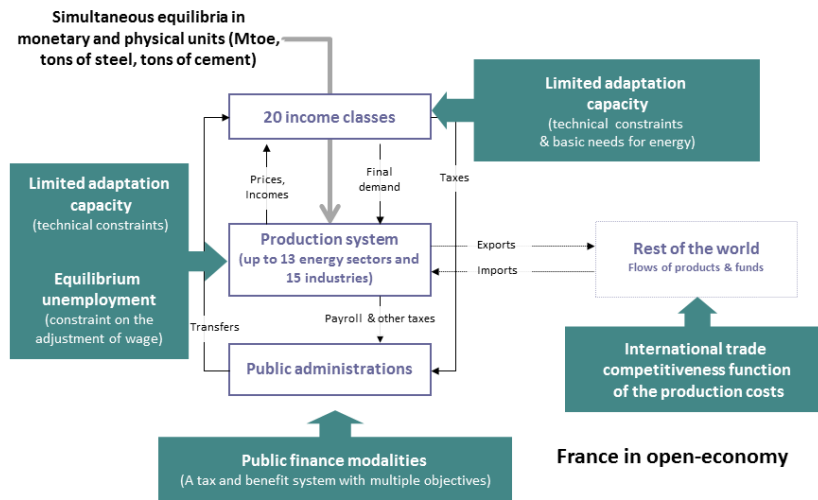 Simultaneous equilibria in
monetary and physical units (Mtoe,
tons of steel, tons of cement)
Limited adaptation
capacity
(technical constraints
& basic needs for energy)
20 income classes
Prices,
Incomes
Final
demand
Taxes
Limited adaptation
capacity
(technical constraints)
Equilibrium
unemployment
(constraint on the
adjustment of wage)
Production system
(up to 13 energy sectors and
15 industries)
Exports
Imports
Rest of the world
Flows of products & funds
Transfers
Payroll & other taxes
Public administrations
International trade
competitiveness function
of the production costs
Public finance modalities
(A tax and benefit system with multiple objectives)
France in open-economy